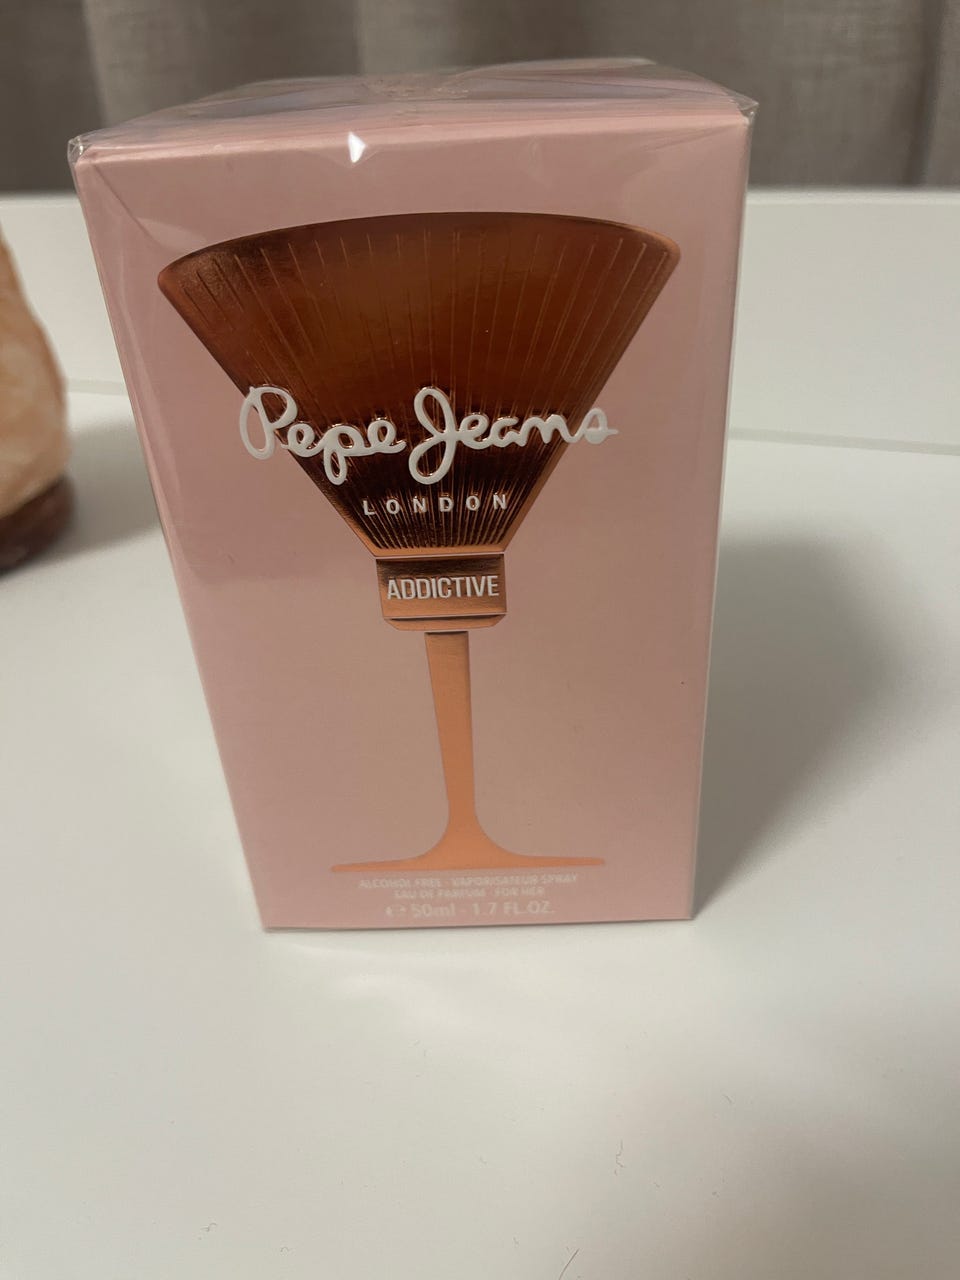 Pepe Jeans
LONDON
ADDICTIVE
ALCOHOL FREE · VAPORISATEUR SPRAY
EAU DE PARFUM · FOR HER
℮ 50ml - 1.7 FL.OZ.